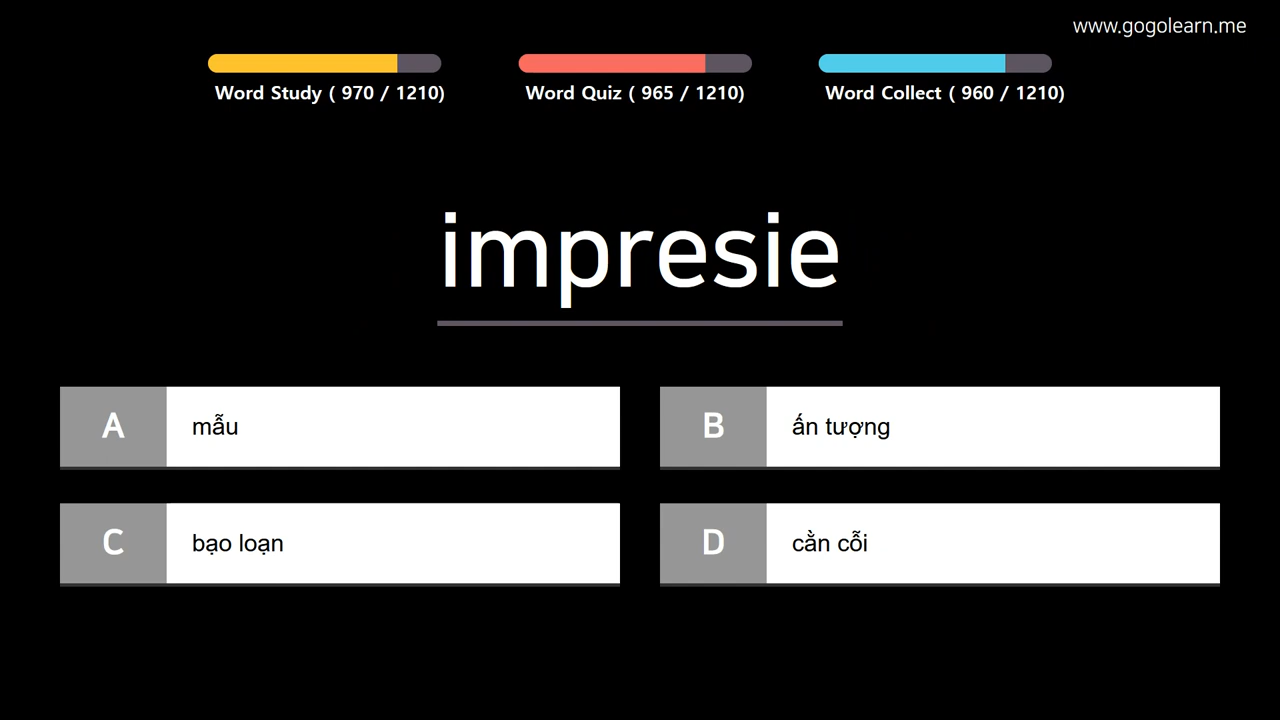 www.gogolearn.me
Word Study ( 970 / 1210)
Word Quiz ( 965 / 1210)
Word Collect ( 960 / 1210)
impresie
A mẫu
B ấn tượng
C bạo loạn
D cằn cỗi